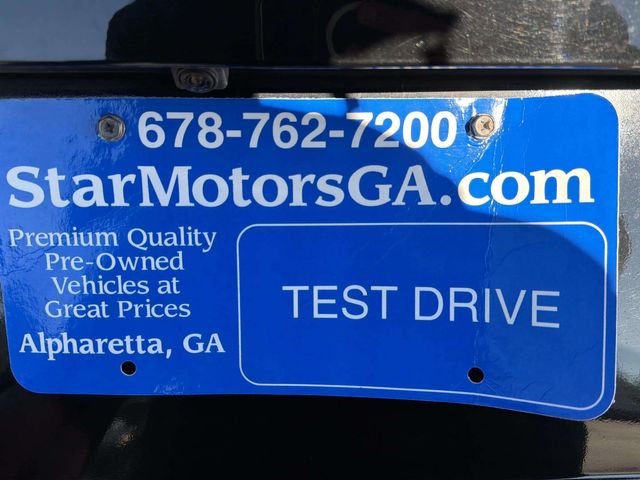 678-762-7200
StarMotorsGA.com
Premium Quality
Pre-Owned
Vehicles at
Great Prices
Alpharetta, GA
TEST DRIVE